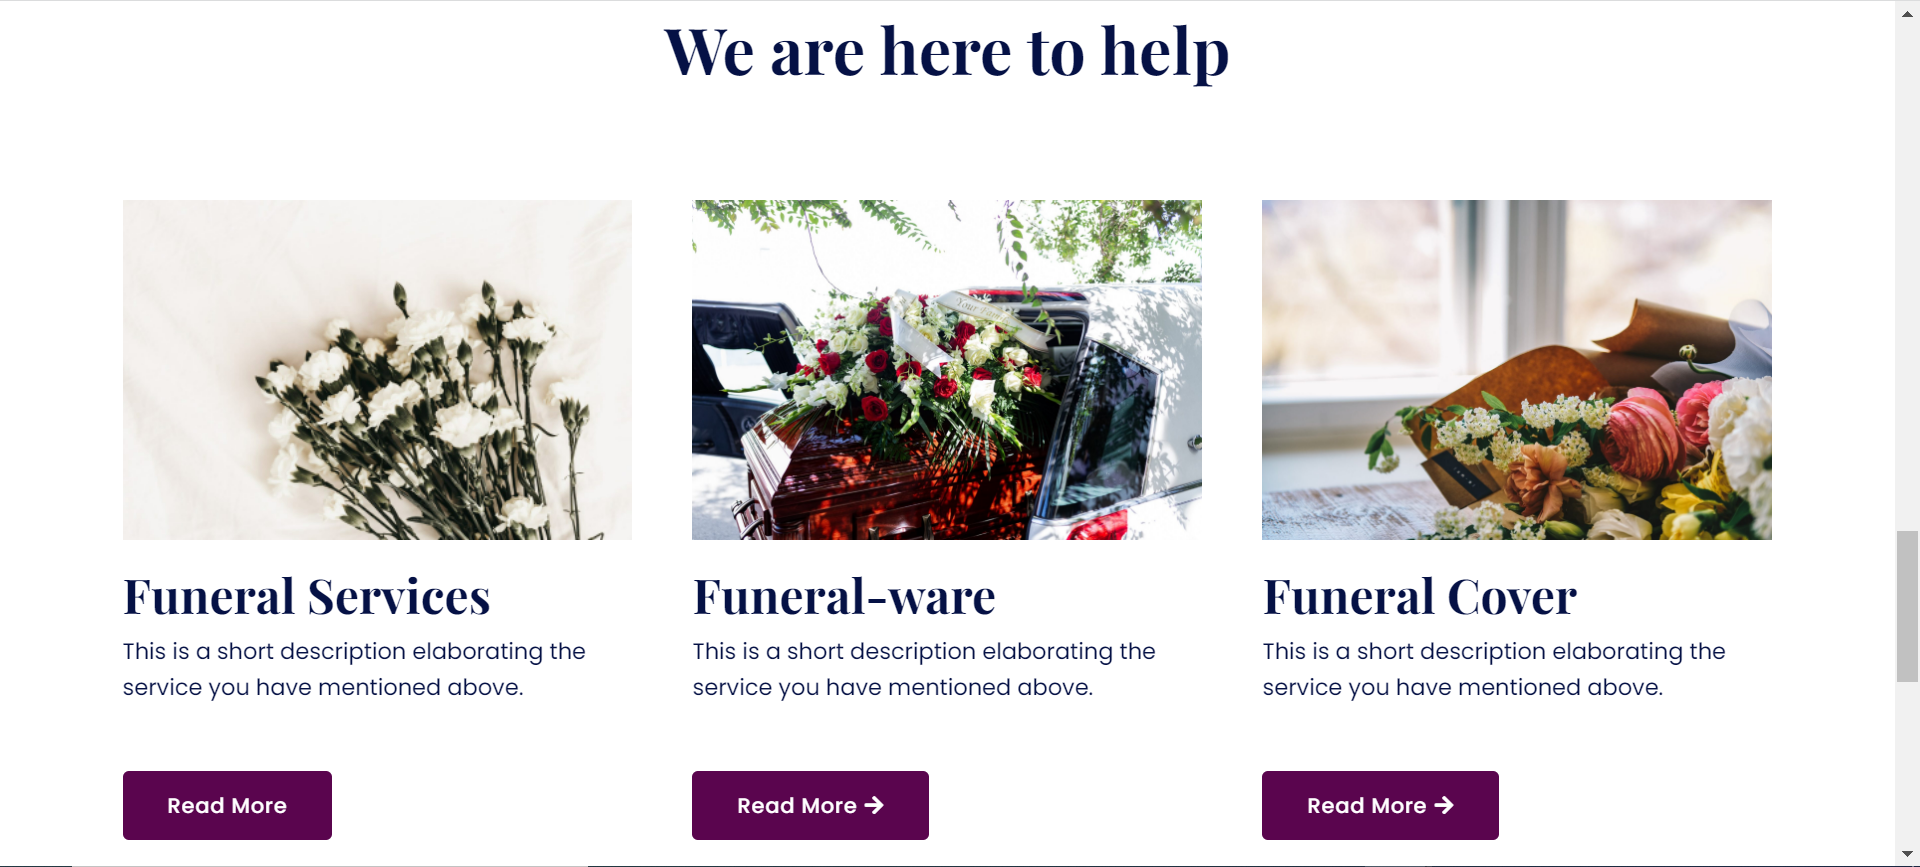 We are here to help
Funeral Services
This is a short description elaborating the
service you have mentioned above.
Read More
Funeral-ware
This is a short description elaborating the
service you have mentioned above.
Read More →
Funeral Cover
This is a short description elaborating the
service you have mentioned above.
Read More →